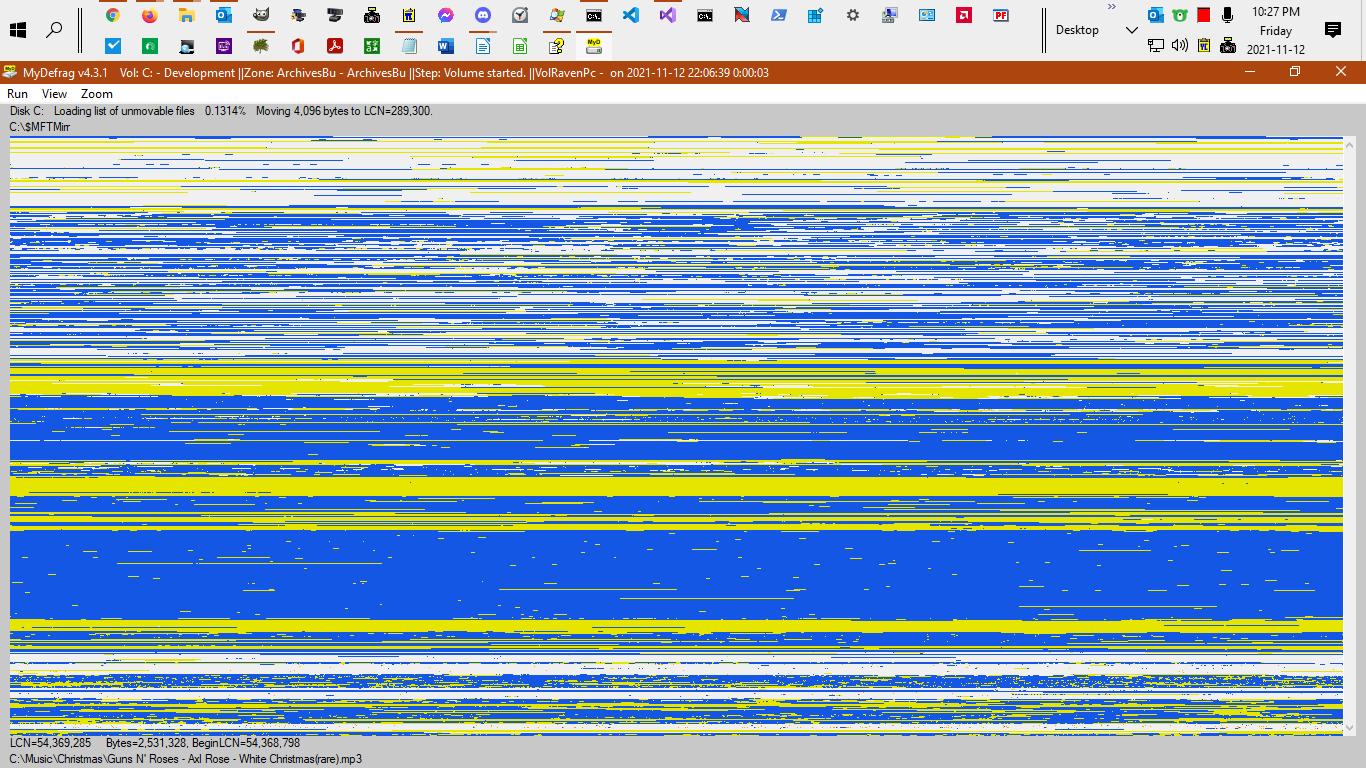 10:27 PM
Friday
2021-11-12
Desktop
MyDefrag v4.3.1 Vol: C: - Development ||Zone: ArchivesBu - ArchivesBu ||Step: Volume started. ||VolRavenPc - on 2021-11-12 22:06:39 0:00:03
Run View Zoom
Disk C: Loading list of unmovable files 0.1314% Moving 4,096 bytes to LCN=289,300.
C:\$MFTMirr
LCN=54,369,285 Bytes=2,531,328, BeginLCN=54,368,798
C:\Music\Christmas\Guns N' Roses - Axl Rose - White Christmas(rare).mp3